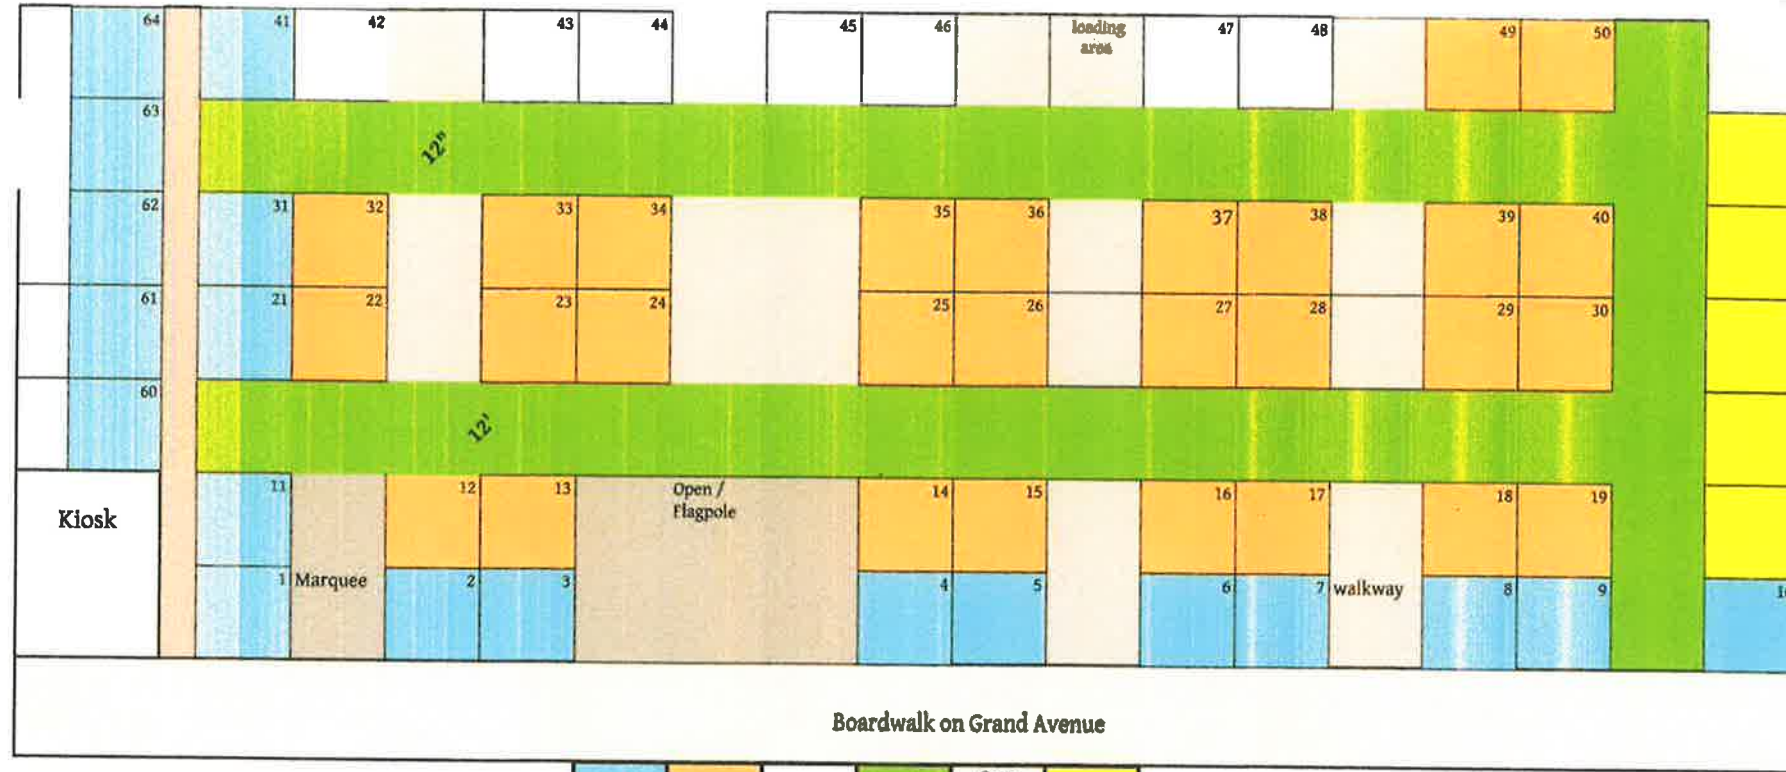 64 41 42 43 44 45 46 loading area 47 48 49 50
63
12"
62 31 32 33 34 35 36 37 38 39 40
61 21 22 23 24 25 26 27 28 29 30
60
12'
Kiosk
11 12 13 Open / Flagpole 14 15 16 17 18 19
1 Marquee 2 3 4 5 6 7 walkway 8 9
Boardwalk on Grand Avenue